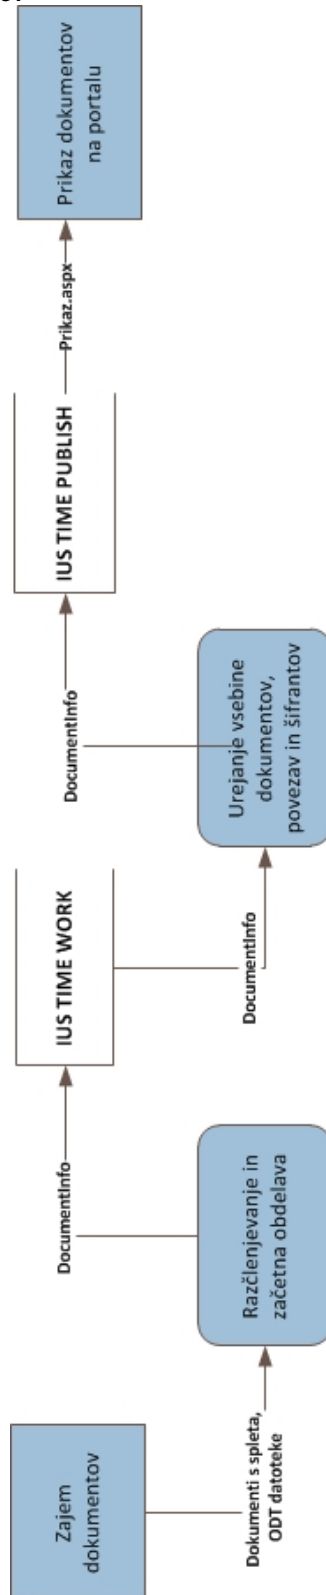 Zajem
dokumentov
Dokumenti s spleta,
ODT datoteke
Razčlenjevanje in
začetna obdelava
DocumentInfo
IUS TIME WORK
DocumentInfo
Urejanje vsebine
dokumentov,
povezav in šifrantov
DocumentInfo
IUS TIME PUBLISH
Prikaz.aspx
Prikaz dokumentov
na portalu